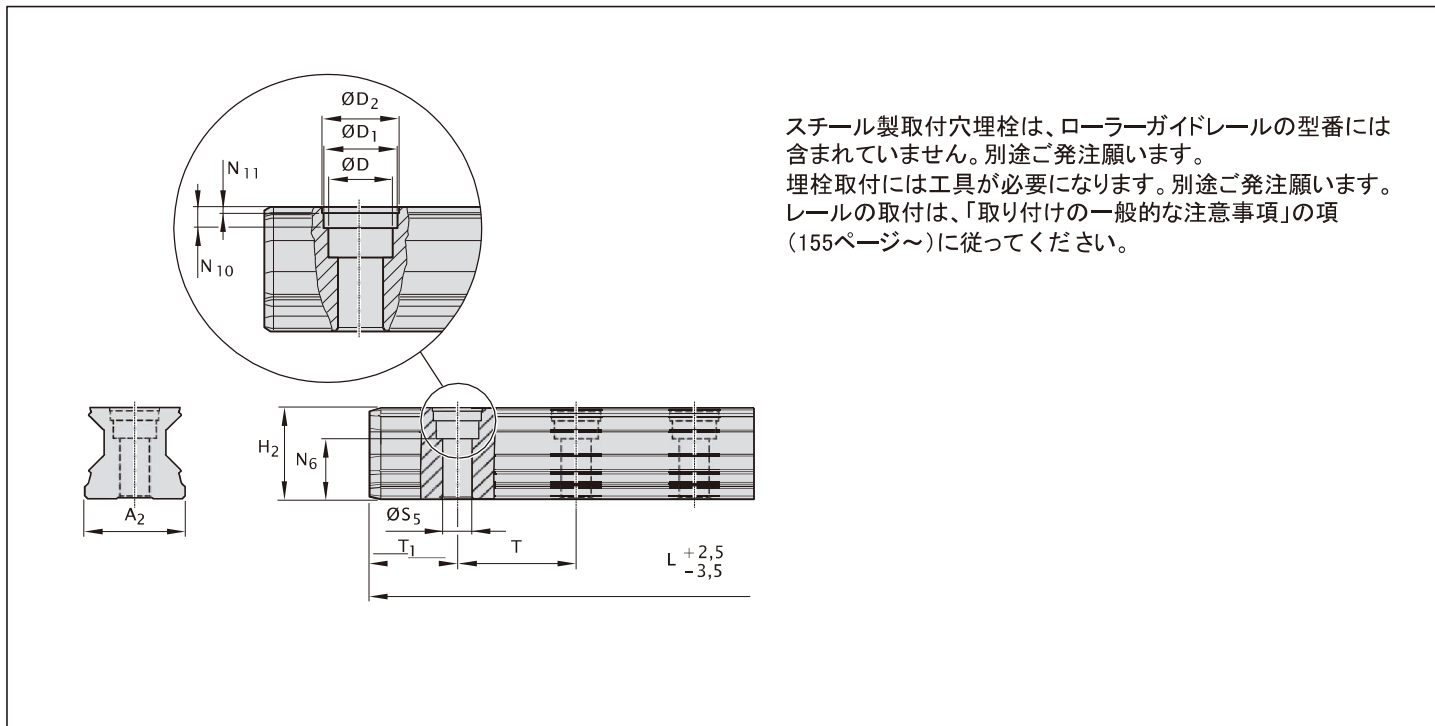 ØD2
ØD1
ØD
N11
N10
スチール製取付穴埋栓は、ローラーガイドレールの型番には
含まれていません。別途ご発注願います。
埋栓取付には工具が必要になります。別途ご発注願います。
レールの取付は、「取り付けの一般的な注意事項」の項
（155ページ～）に従ってください。
H2
N6
A2
ØS5
T1
T
L +2,5
-3,5